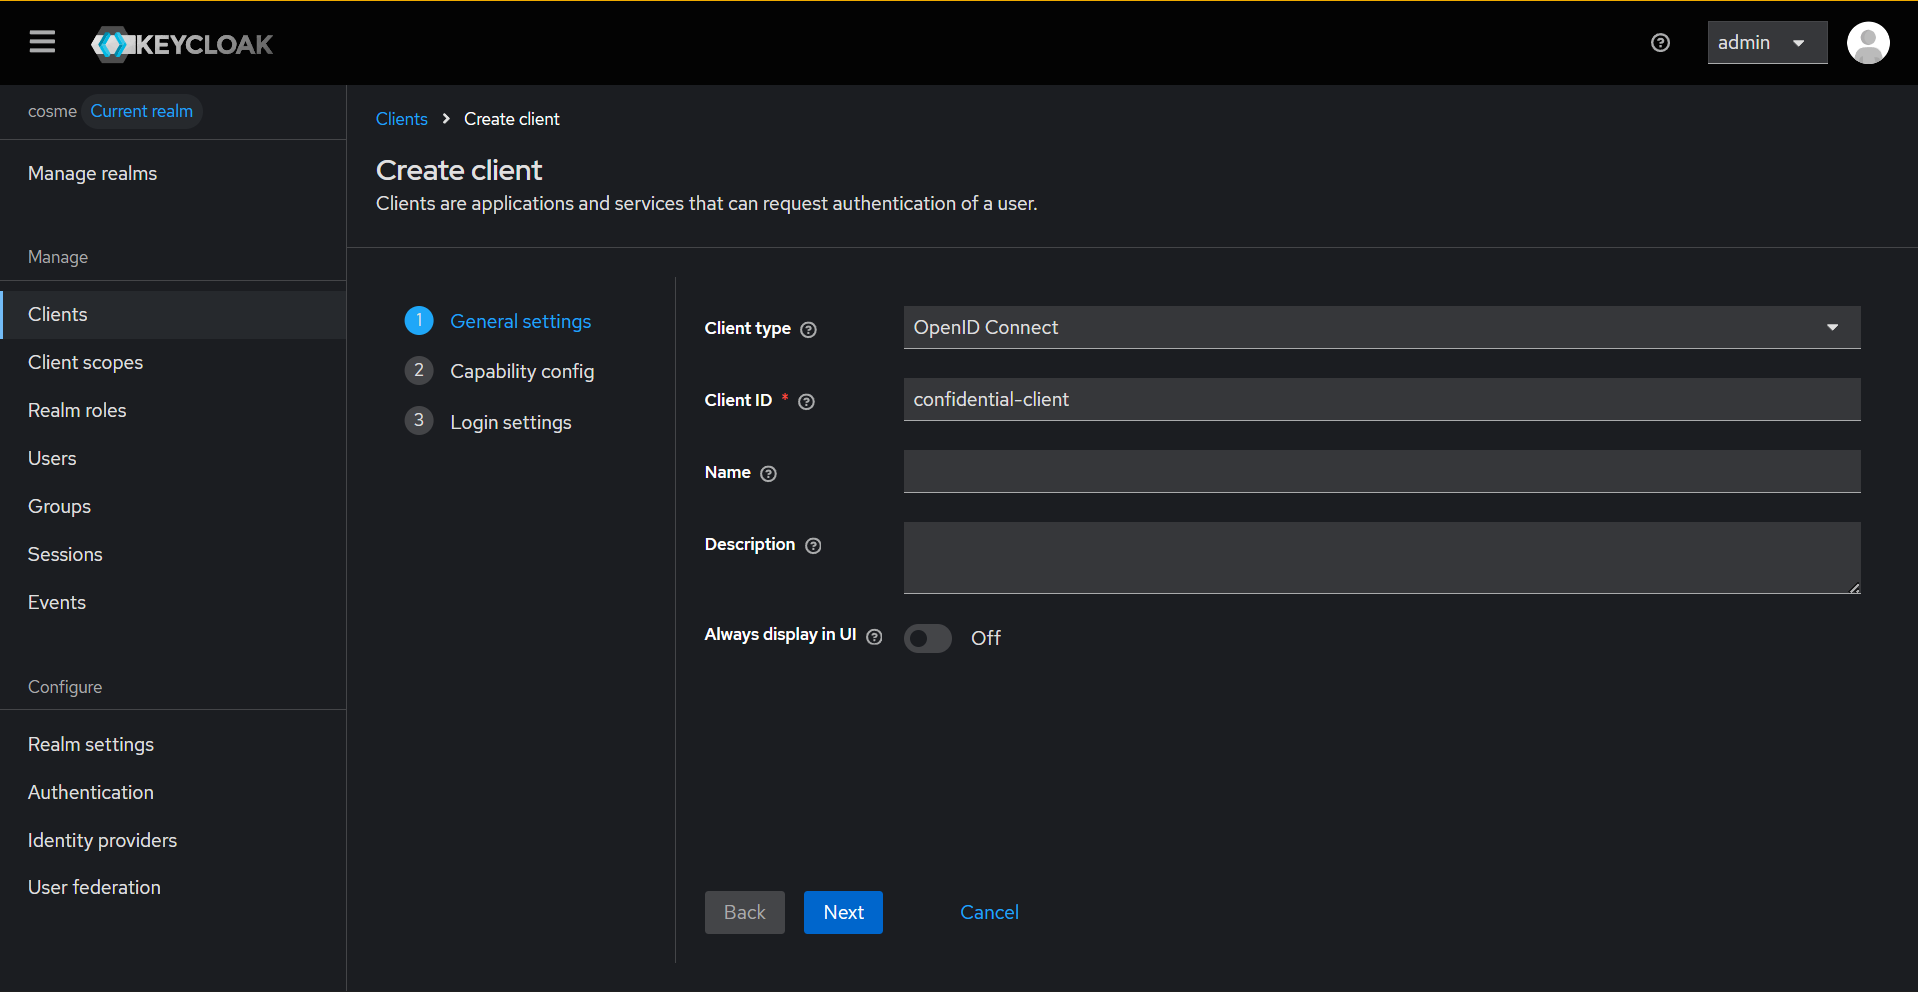 KEYCLOAK
admin
cosme Current realm
Manage realms
Manage
Clients
Client scopes
Realm roles
Users
Groups
Sessions
Events
Configure
Realm settings
Authentication
Identity providers
User federation
Clients Create client
Create client
Clients are applications and services that can request authentication of a user.
1 General settings
2 Capability config
3 Login settings
Client type OpenID Connect
Client ID * confidential-client
Name
Description
Always display in UI Off
Back Next Cancel